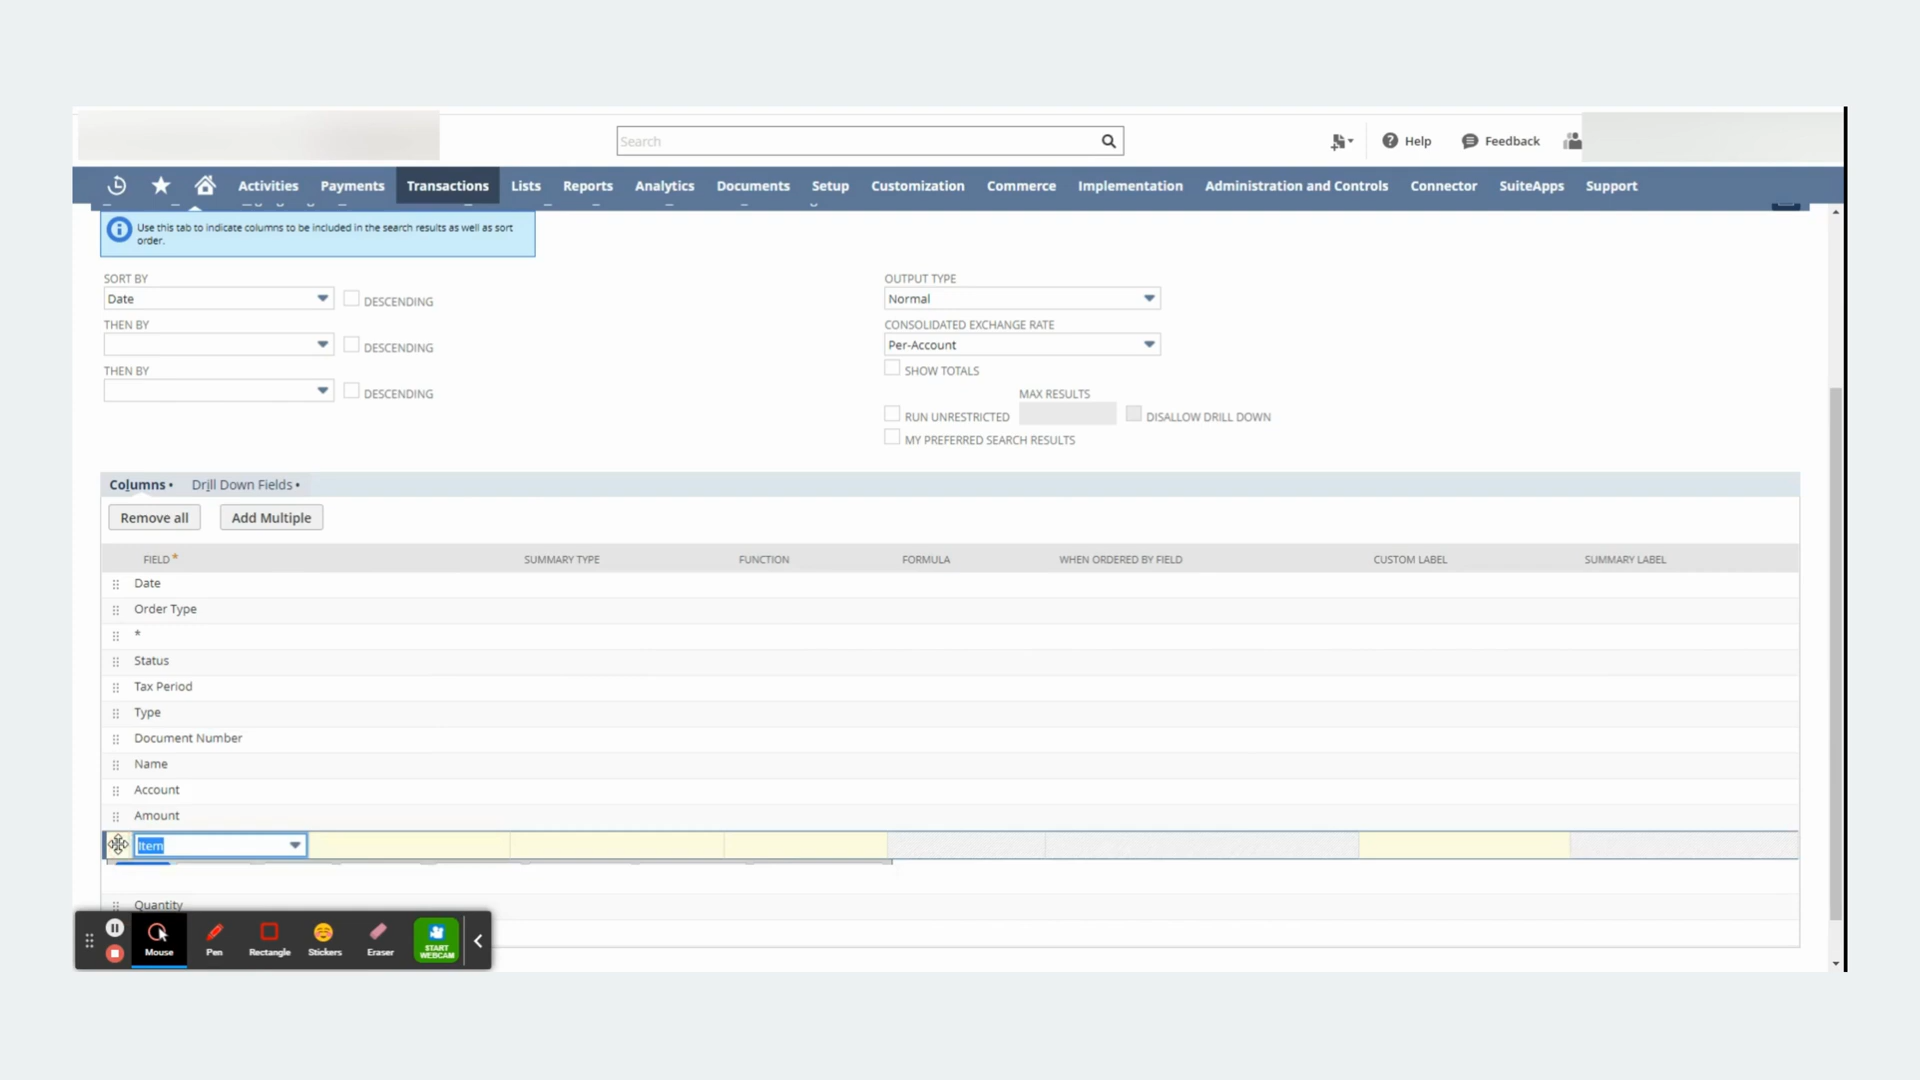 Search
Help
Feedback
Activities Payments Transactions Lists Reports Analytics Documents Setup Customization Commerce Implementation Administration and Controls Connector SuiteApps Support
Use this tab to indicate columns to be included in the search results as well as sort
order.
SORT BY
Date
DESCENDING
THEN BY
DESCENDING
THEN BY
DESCENDING
OUTPUT TYPE
Normal
CONSOLIDATED EXCHANGE RATE
Per-Account
SHOW TOTALS
MAX RESULTS
RUN UNRESTRICTED
DISALLOW DRILL DOWN
MY PREFERRED SEARCH RESULTS
Columns • Drill Down Fields •
Remove all Add Multiple
FIELD * SUMMARY TYPE FUNCTION FORMULA WHEN ORDERED BY FIELD CUSTOM LABEL SUMMARY LABEL
Date
Order Type
*
Status
Tax Period
Type
Document Number
Name
Account
Amount
Item
Quantity
Mouse Pen Rectangle Stickers Eraser START
WEBCAM